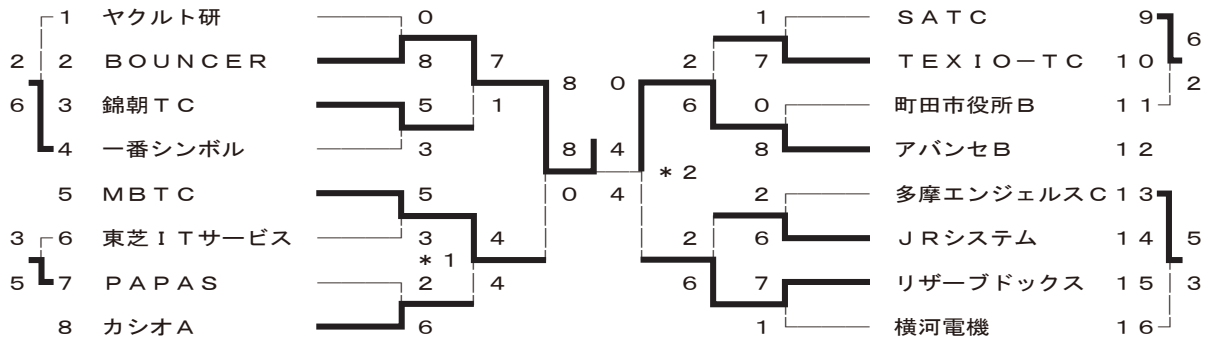 1 ヤクルト研 0 1 SATC 9
6
2 2 BOUNCER 8 7 2 7 TEXIO-TC 10
8 0 2
6 3 錦朝TC 5 1 6 0 町田市役所B 11
4 一番シンボル 3 8 4 8 アバンセB 12
*2
5 MBTC 5 0 4 2 多摩エンジェルスC 13
3 6 東芝ITサービス 3 4 2 6 JRシステム 14 5
*1
5 7 PAPAS 2 4 6 7 リザーブドックス 15 3
8 カシオA 6 1 横河電機 16